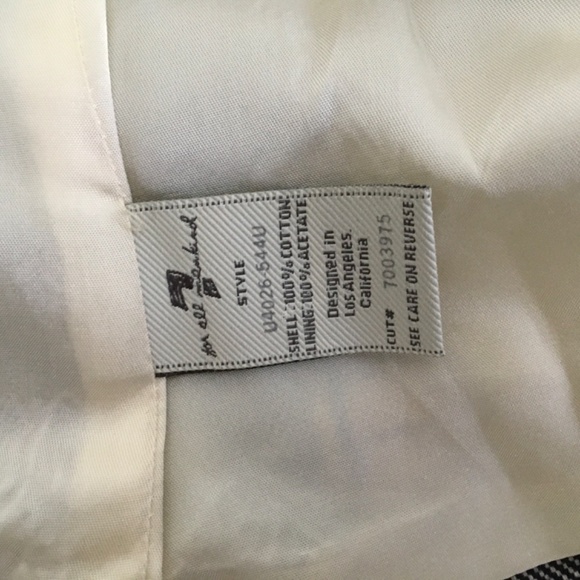 7
for all mankind
STYLE
U4026-544U
SHELL:100%COTTON
LINING:100%ACETATE
Designed in
Los Angeles.
California
CUT# 7003975
SEE CARE ON REVERSE